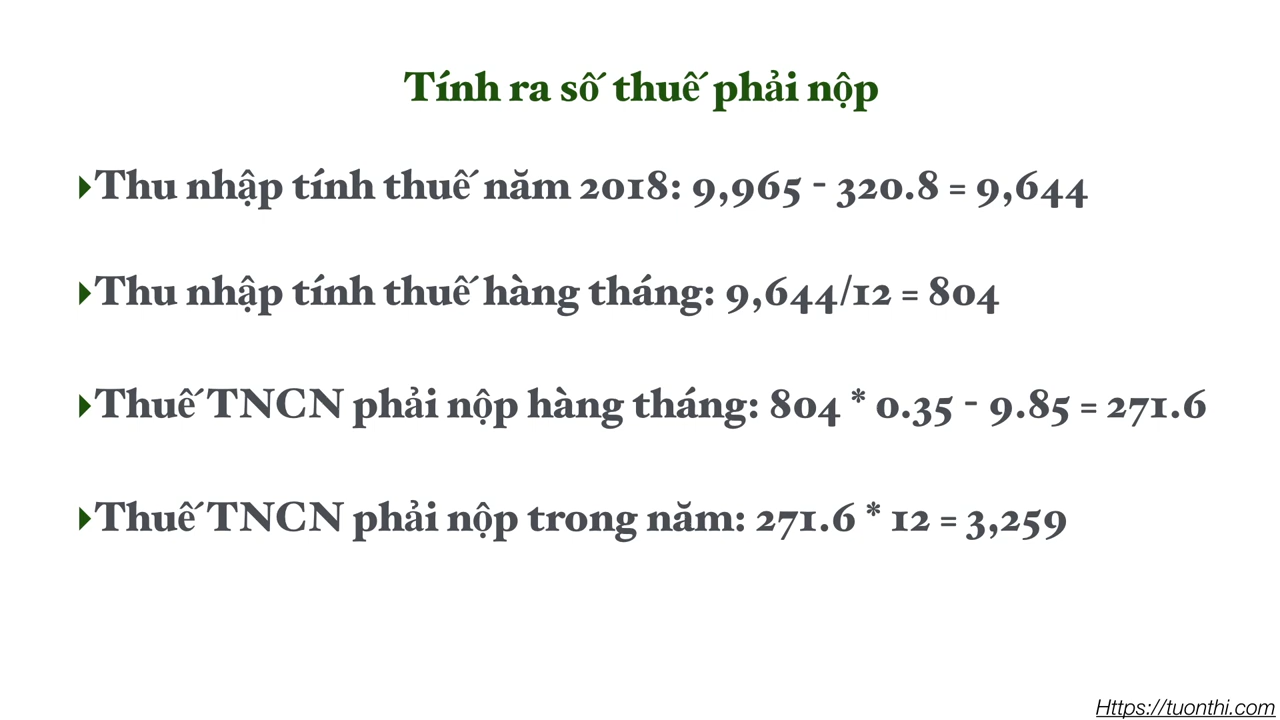 Tính ra số thuế phải nộp
▸Thu nhập tính thuế năm 2018: 9,965 - 320.8 = 9,644
▸Thu nhập tính thuế hàng tháng: 9,644/12 = 804
▸Thuế TNCN phải nộp hàng tháng: 804 * 0.35 - 9.85 = 271.6
▸Thuế TNCN phải nộp trong năm: 271.6 * 12 = 3,259
Https://tuonthi.com